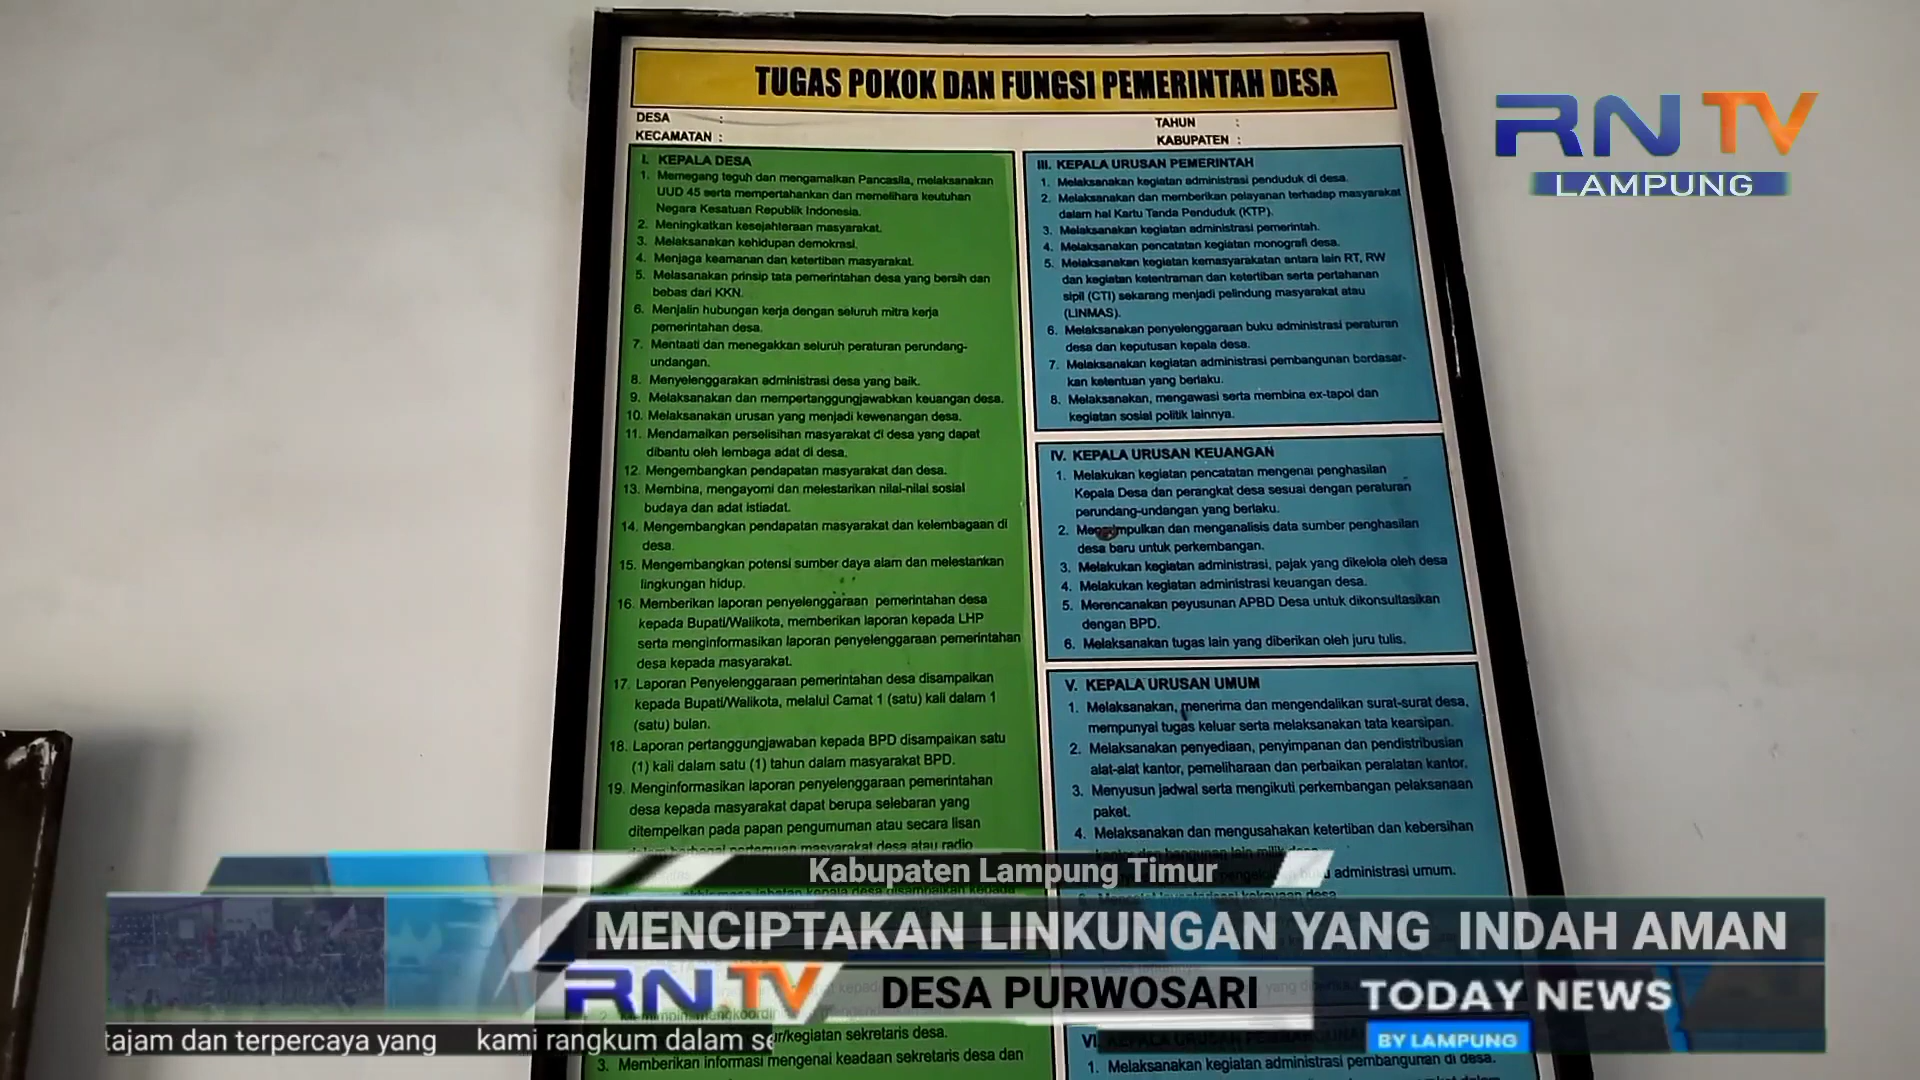 TUGAS POKOK DAN FUNGSI PEMERINTAH DESA
DESA :
KECAMATAN :
TAHUN :
KABUPATEN :
I. KEPALA DESA
1. Memegang teguh dan mengamalkan Pancasila, melaksanakan
UUD 45 serta mempertahankan dan memelihara keutuhan
Negara Kesatuan Republik Indonesia.
2. Meningkatkan kesejahteraan masyarakat.
3. Melaksanakan kehidupan demokrasi.
4. Menjaga keamanan dan ketertiban masyarakat.
5. Melasanakan prinsip tata pemerintahan desa yang bersih dan
bebas dari KKN.
6. Menjalin hubungan kerja dengan seluruh mitra kerja
pemerintahan desa.
7. Mentaati dan menegakkan seluruh peraturan perundang-
undangan.
8. Menyelenggarakan administrasi desa yang baik.
9. Melaksanakan dan mempertanggungjawabkan keuangan desa.
10. Melaksanakan urusan yang menjadi kewenangan desa.
11. Mendamaikan perselisihan masyarakat di desa yang dapat
dibantu oleh lembaga adat di desa.
12. Mengembangkan pendapatan masyarakat dan desa.
13. Membina, mengayomi dan melestarikan nilai-nilai sosial
budaya dan adat istiadat.
14. Mengembangkan pendapatan masyarakat dan kelembagaan di
desa.
15. Mengembangkan potensi sumber daya alam dan melestarikan
lingkungan hidup.
16. Memberikan laporan penyelenggaraan pemerintahan desa
kepada Bupati/Walikota, memberikan laporan kepada LHP
serta menginformasikan laporan penyelenggaraan pemerintahan
desa kepada masyarakat.
17. Laporan Penyelenggaraan pemerintahan desa disampaikan
kepada Bupati/Walikota, melalui Camat 1 (satu) kali dalam 1
(satu) bulan.
18. Laporan pertanggungjawaban kepada BPD disampaikan satu
(1) kali dalam satu (1) tahun dalam masyarakat BPD.
19. Menginformasikan laporan penyelenggaraan pemerintahan
desa kepada masyarakat dapat berupa selebaran yang
ditempelkan pada papan pengumuman atau secara lisan
dalam berbagai pertemuan masyarakat desa atau radio
III. KEPALA URUSAN PEMERINTAH
1. Melaksanakan kegiatan administrasi penduduk di desa.
2. Melaksanakan dan memberikan pelayanan terhadap masyarakat
dalam hal Kartu Tanda Penduduk (KTP).
3. Melaksanakan kegiatan administrasi pemerintah.
4. Melaksanakan pencatatan kegiatan monografi desa.
5. Melaksanakan kegiatan kemasyarakatan antara lain RT, RW
dan kegiatan ketentraman dan ketertiban serta pertahanan
sipil (CTI) sekarang menjadi pelindung masyarakat atau
(LINMAS).
6. Melaksanakan penyelenggaraan buku administrasi peraturan
desa dan keputusan kepala desa.
7. Melaksanakan kegiatan administrasi pembangunan berdasar-
kan ketentuan yang berlaku.
8. Melaksanakan, mengawasi serta membina ex-tapol dan
kegiatan sosial politik lainnya.
IV. KEPALA URUSAN KEUANGAN
1. Melakukan kegiatan pencatatan mengenai penghasilan
Kepala Desa dan perangkat desa sesuai dengan peraturan
perundang-undangan yang berlaku.
2. Mengumpulkan dan menganalisis data sumber penghasilan
desa baru untuk perkembangan.
3. Melakukan kegiatan administrasi, pajak yang dikelola oleh desa
4. Melakukan kegiatan administrasi keuangan desa.
5. Merencanakan peyusunan APBD Desa untuk dikonsultasikan
dengan BPD.
6. Melaksanakan tugas lain yang diberikan oleh juru tulis.
V. KEPALA URUSAN UMUM
1. Melaksanakan, menerima dan mengendalikan surat-surat desa,
mempunyai tugas keluar serta melaksanakan tata kearsipan.
2. Melaksanakan penyediaan, penyimpanan dan pendistribusian
alat-alat kantor, pemeliharaan dan perbaikan peralatan kantor.
3. Menyusun jadwal serta mengikuti perkembangan pelaksanaan
paket.
4. Melaksanakan dan mengusahakan ketertiban dan kebersihan
kantor dan bangunan lain milik desa.
administrasi umum.
RN TV
LAMPUNG
Kabupaten Lampung Timur
MENCIPTAKAN LINKUNGAN YANG INDAH AMAN
RN TV
DESA PURWOSARI
TODAY NEWS
BY LAMPUNG
tajam dan terpercaya yang kami rangkum dalam se
ur/kegiatan sekretaris desa.
3. Memberikan informasi mengenai keadaan sekretaris desa dan
VI.
1. Melaksanakan kegiatan administrasi pembangunan di desa.